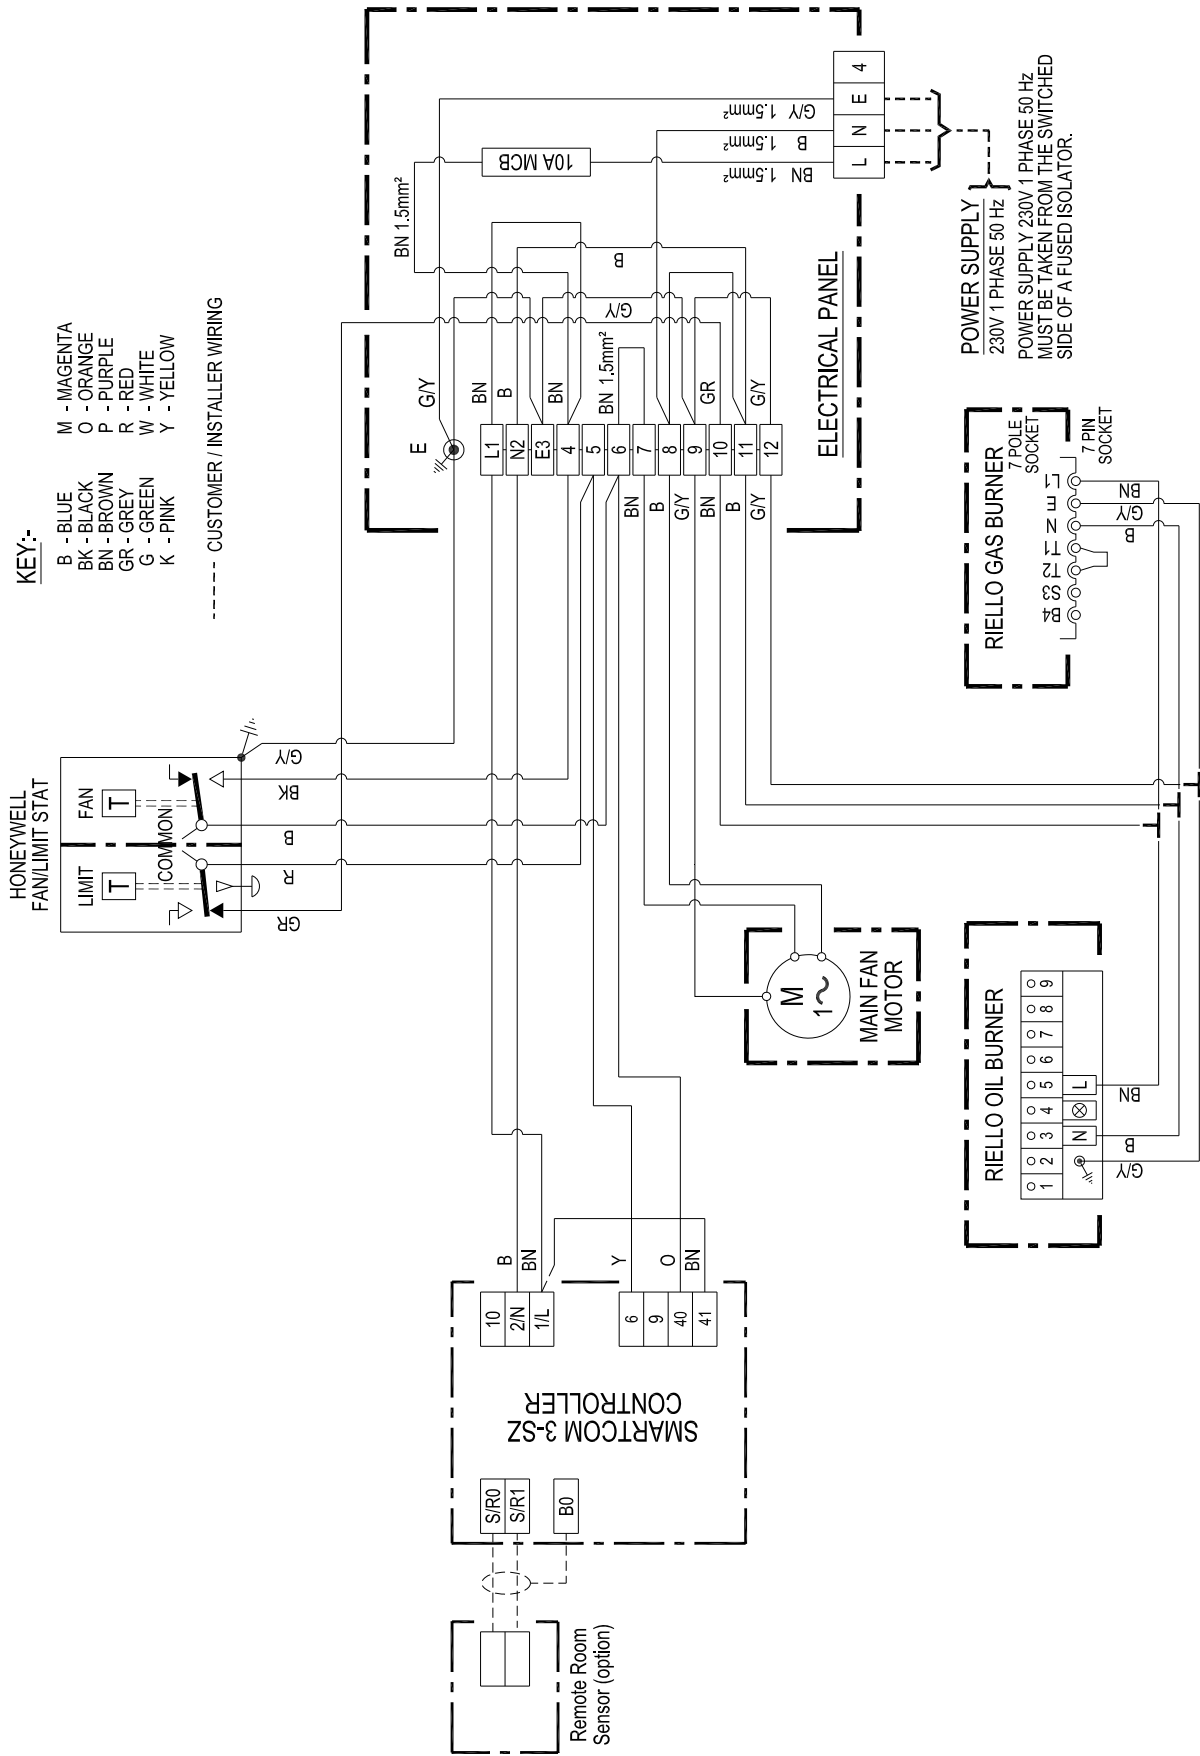 KEY:-
B - BLUE
BK - BLACK
BN - BROWN
GR - GREY
G - GREEN
K - PINK
M - MAGENTA
O - ORANGE
P - PURPLE
R - RED
W - WHITE
Y - YELLOW
CUSTOMER / INSTALLER WIRING
HONEYWELL
FAN/LIMIT STAT
LIMIT
FAN
T
T
COMMON
GR
R
B
BK
G/Y
ELECTRICAL PANEL
E
G/Y
BN 1.5mm²
10A MCB
BN 1.5mm²
B 1.5mm²
G/Y 1.5mm²
L
N
E
4
BN
B
BN
BN 1.5mm²
GR
G/Y
B
G/Y
L1
N2
E3
4
5
6
7
8
9
10
11
12
BN
B
G/Y
BN
B
G/Y
POWER SUPPLY
230V 1 PHASE 50 Hz
POWER SUPPLY 230V 1 PHASE 50 Hz
MUST BE TAKEN FROM THE SWITCHED
SIDE OF A FUSED ISOLATOR.
RIELLO GAS BURNER
7 POLE
SOCKET
7 PIN
SOCKET
B4
S3
T2
T1
N
E
L1
B
G/Y
BN
MAIN FAN
MOTOR
M
1~
RIELLO OIL BURNER
1
2
3
4
5
6
7
8
9
N
L
G/Y
B
BN
SMARTCOM 3-SZ
CONTROLLER
10
2/N
1/L
B
BN
6
9
40
41
Y
O
BN
S/R0
S/R1
B0
Remote Room
Sensor (option)